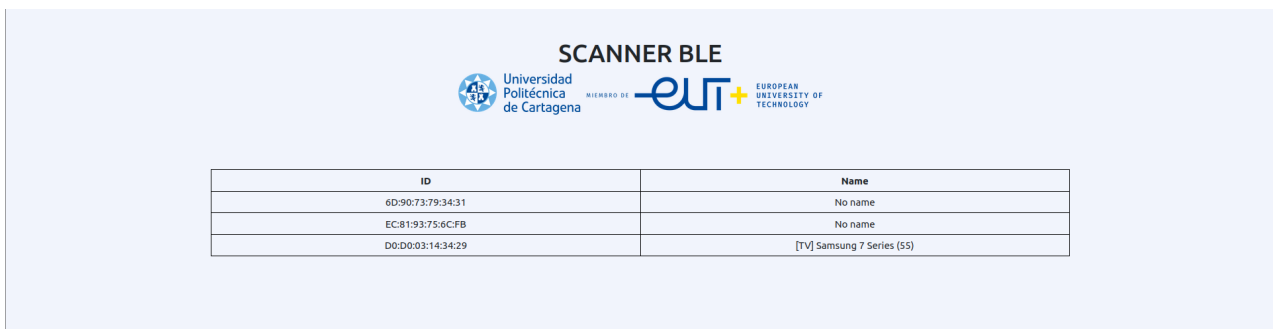 SCANNER BLE
Universidad
Politécnica
de Cartagena
MIEMBRO DE
eut+
EUROPEAN
UNIVERSITY OF
TECHNOLOGY
ID Name
6D:90:73:79:34:31 No name
EC:81:93:75:6C:FB No name
D0:D0:03:14:34:29 [TV] Samsung 7 Series (55)